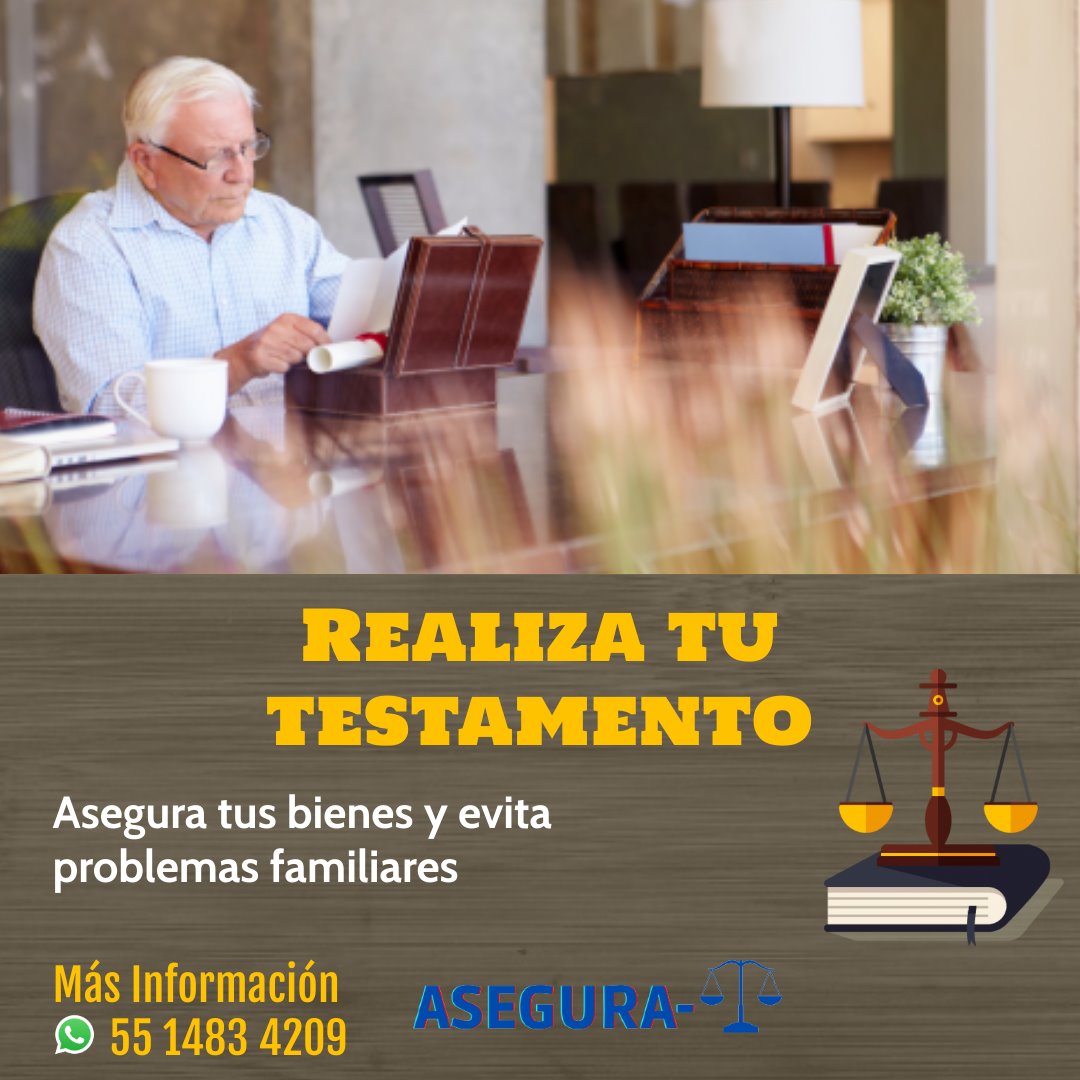 REALIZA TU
TESTAMENTO
Asegura tus bienes y evita
problemas familiares
Más Información
55 1483 4209
ASEGURA-